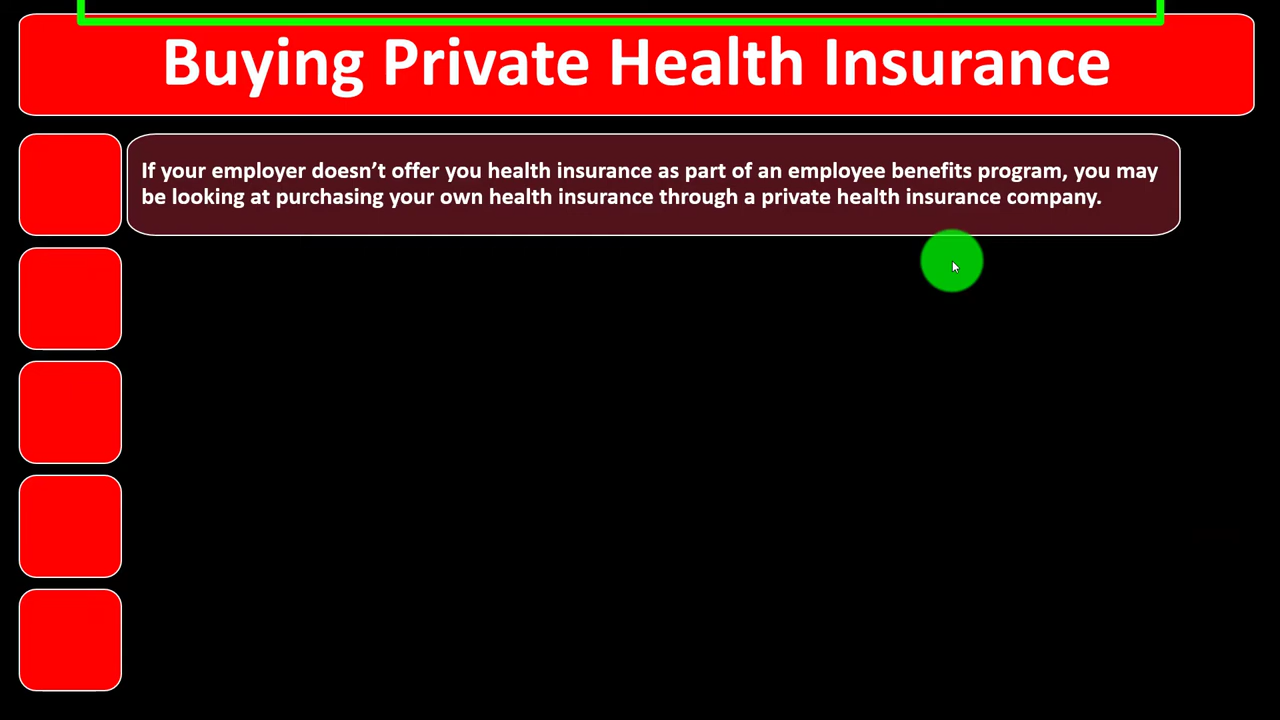 Buying Private Health Insurance
If your employer doesn’t offer you health insurance as part of an employee benefits program, you may
be looking at purchasing your own health insurance through a private health insurance company.